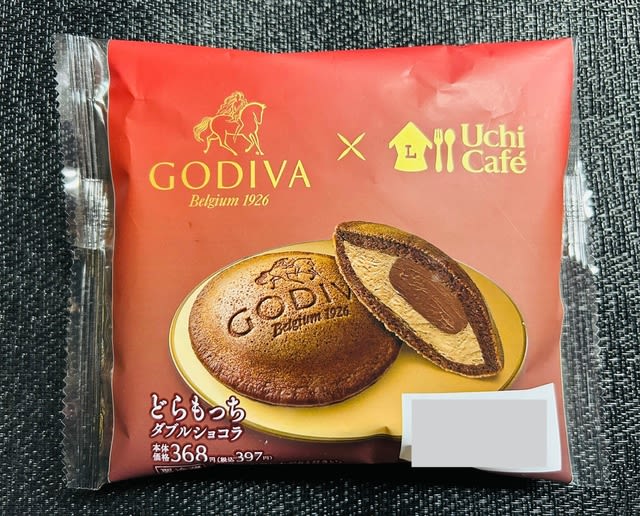 GODIVA
Belgium 1926
×
L
Uchi
Café
GODIVA
Belgium 1926
どらもっち
ダブルショコラ
本体価格368円(税込397円)